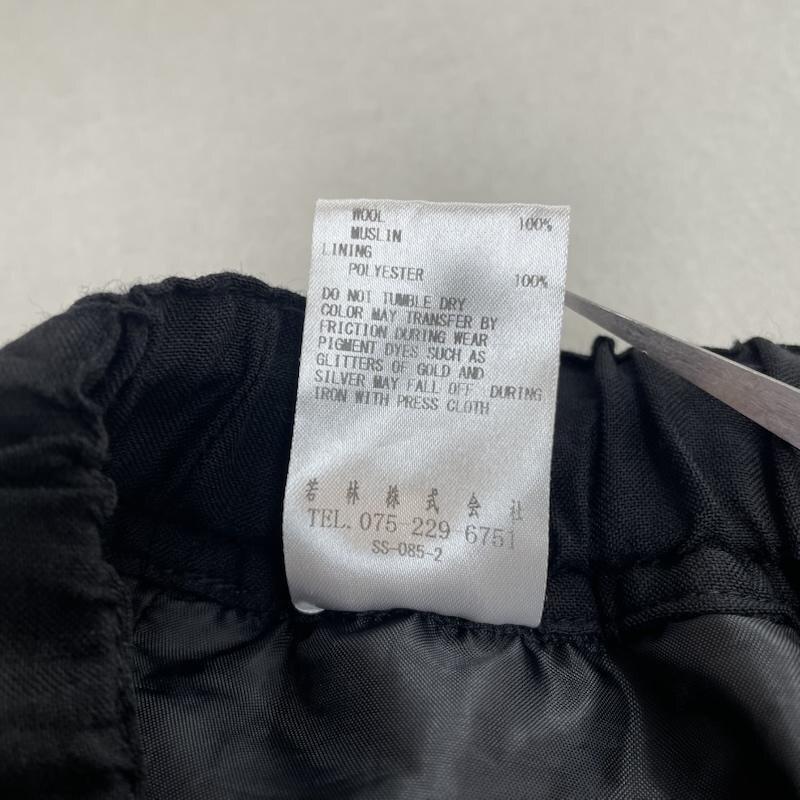 WOOL 100%
MUSLIN
LINING
POLYESTER 100%
DO NOT TUMBLE DRY
COLOR MAY TRANSFER BY
FRICTION DURING WEAR
PIGMENT DYES SUCH AS
GLITTERS OF GOLD AND
SILVER MAY FALL OFF DURING
IRON WITH PRESS CLOTH
若林株式会社
TEL. 075-229 6751
SS-085-2